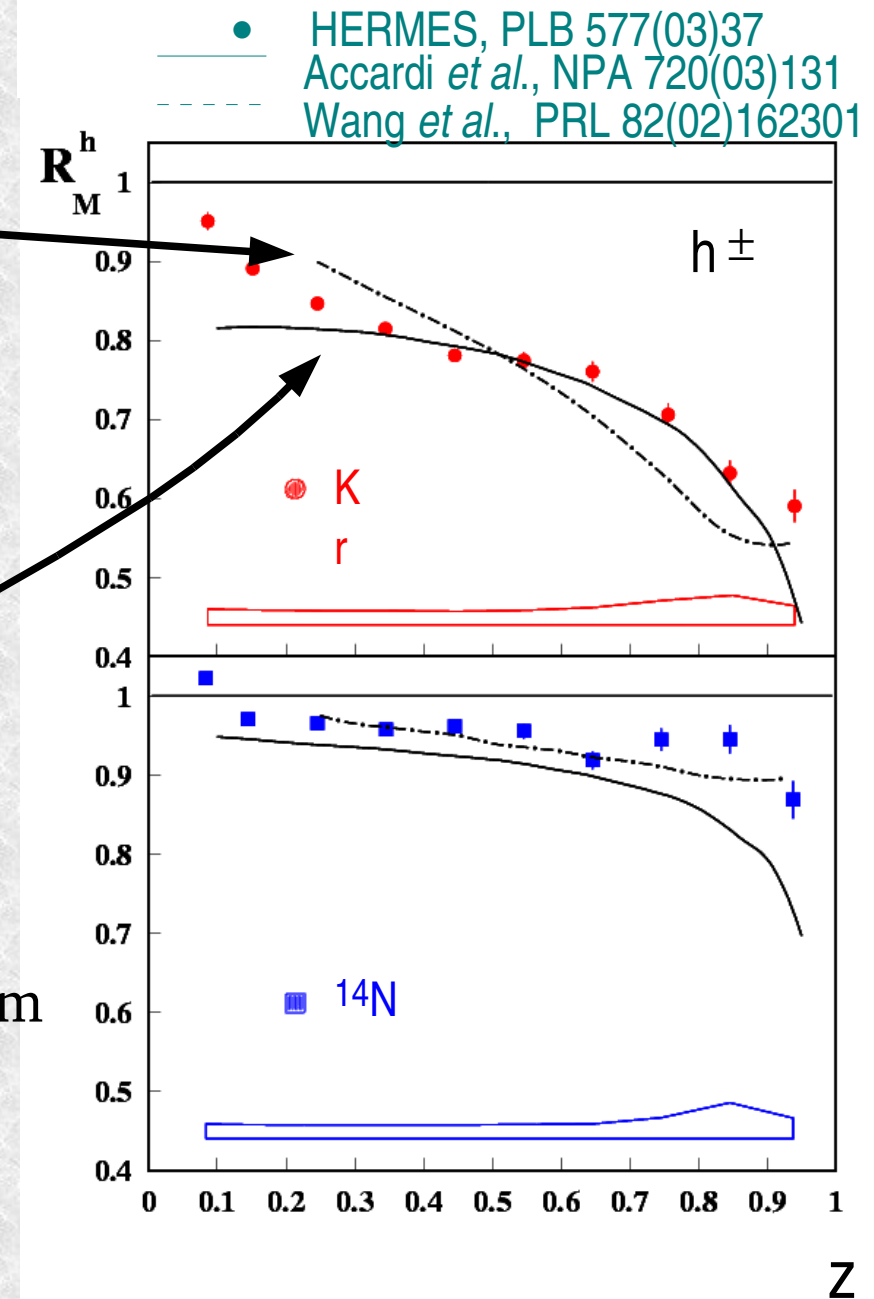 HERMES, PLB 577(03)37
Accardi et al., NPA 720(03)131
Wang et al., PRL 82(02)162301
R_M^h
1
h ±
0.9
0.8
0.7
0.6
K
r
0.5
0.4
1
0.9
0.8
0.7
m
0.6
14N
0.5
0.4
0 0.1 0.2 0.3 0.4 0.5 0.6 0.7 0.8 0.9 1
z